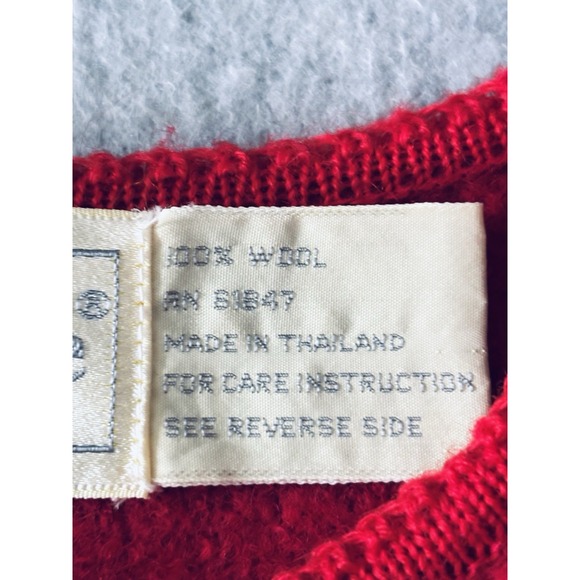 100% WOOL
RN 81847
MADE IN THAILAND
FOR CARE INSTRUCTION
SEE REVERSE SIDE
®